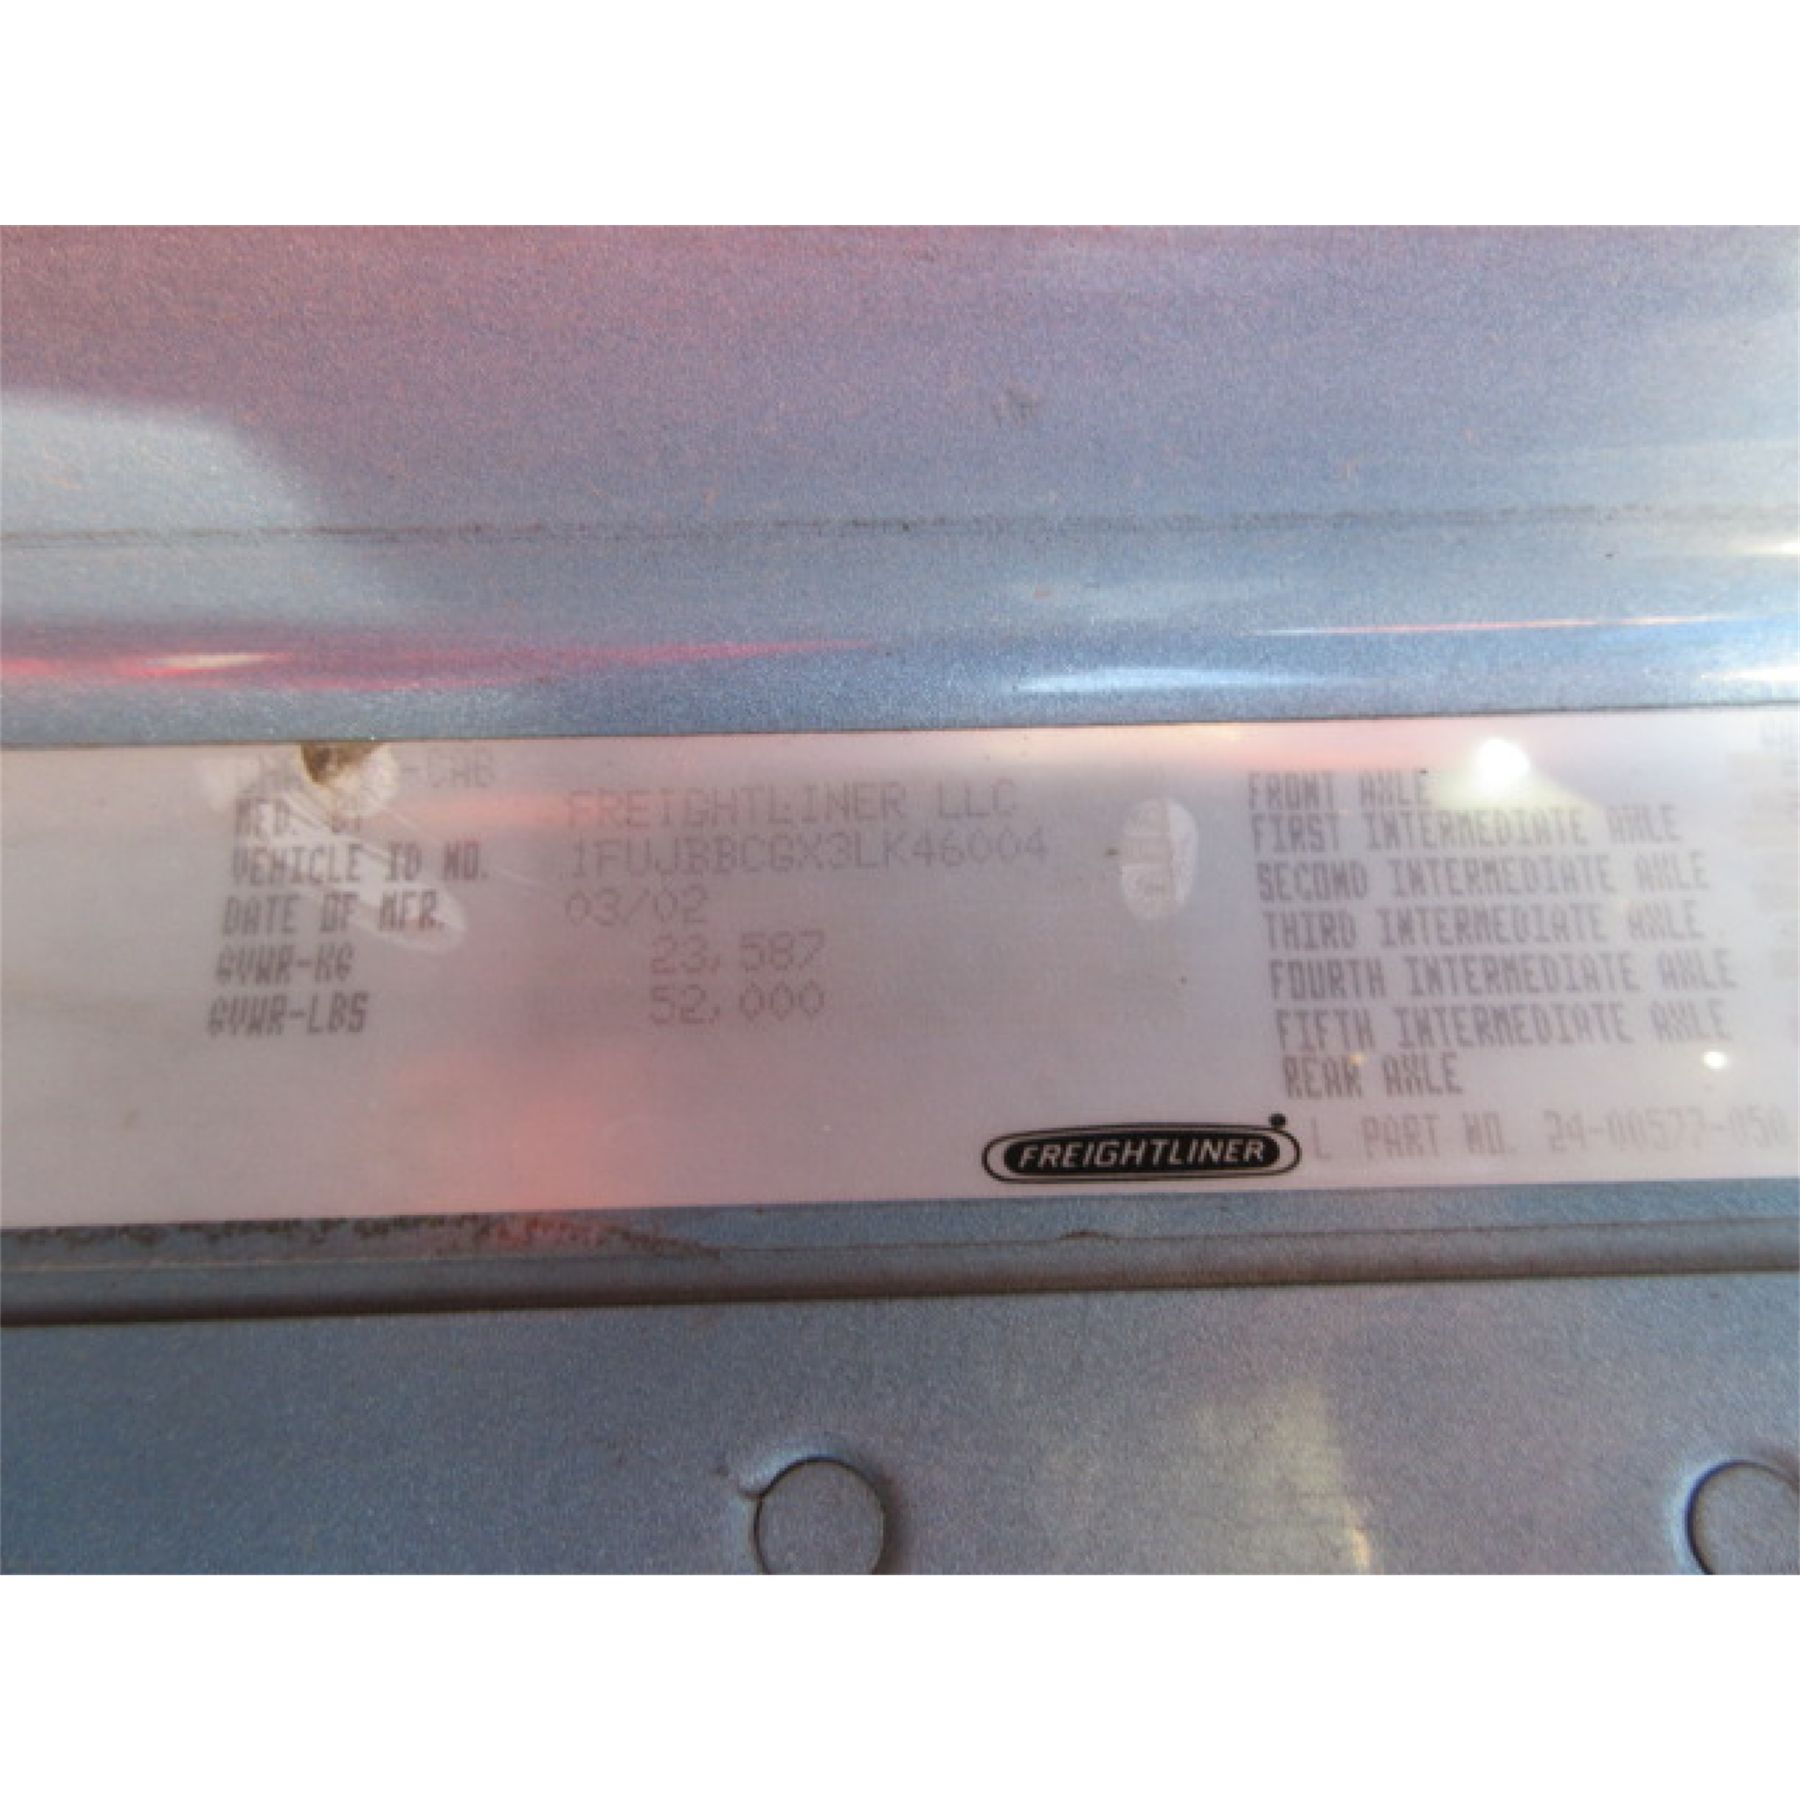 MFD. BY FREIGHTLINER LLC
VEHICLE ID NO. 1FUJBBCGX3LK46004
DATE OF MFR. 03/02
GVWR-KG 23,587
GVWR-LBS 52,000
FRONT AXLE
FIRST INTERMEDIATE AXLE
SECOND INTERMEDIATE AXLE
THIRD INTERMEDIATE AXLE
FOURTH INTERMEDIATE AXLE
FIFTH INTERMEDIATE AXLE
REAR AXLE
FREIGHTLINER
PART NO. 24-00577-050